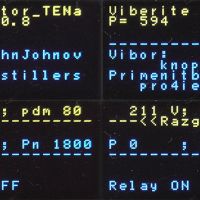 tor_TENa
0.8
hnJohnov
stillers
Viberite
P= 594
Vibor:
knop
Primenitb
pro4ie
; pdm 80
; Pn 1800
FF
211 V;
<<Razg
P 0 ;
Relay ON